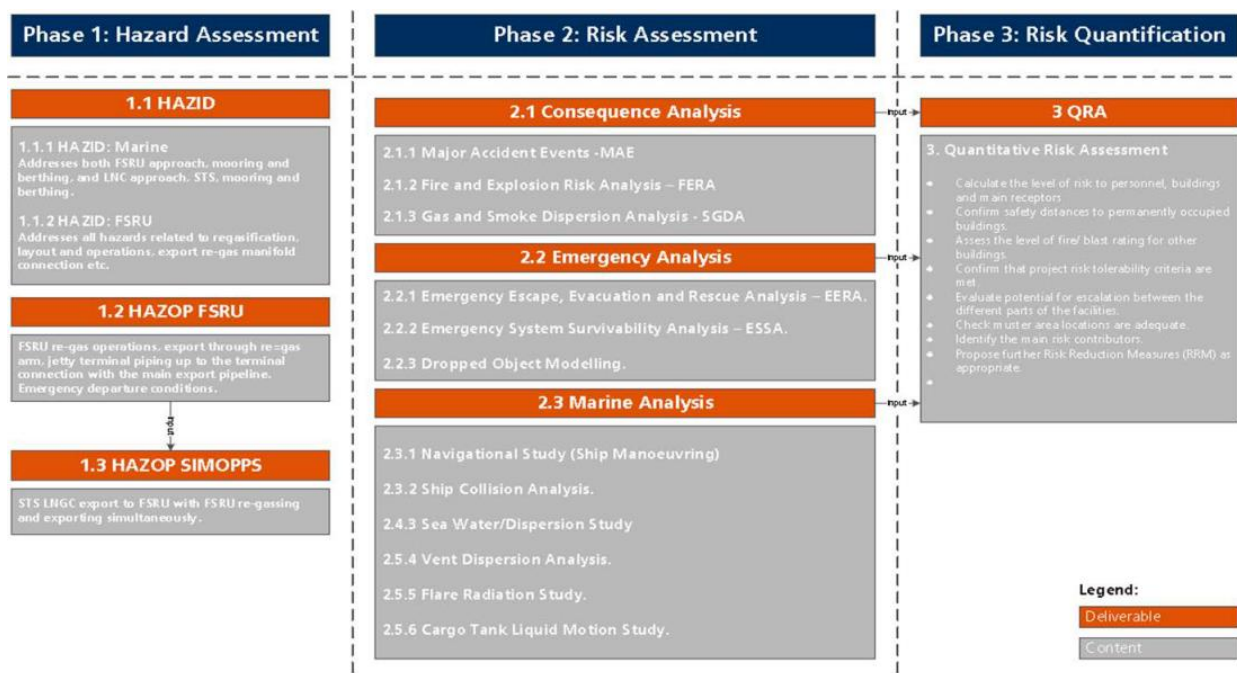 Phase 1: Hazard Assessment
Phase 2: Risk Assessment
Phase 3: Risk Quantification
1.1 HAZID
1.1.1 HAZID: Marine
Addresses both FSRU approach, mooring and
berthing, and LNC approach, STS, mooring and
berthing.
1.1.2 HAZID: FSRU
Addresses all hazards related to regasification,
layout and operations, export re-gas manifold
connection etc.
1.2 HAZOP FSRU
FSRU re-gas operations, export through re=gas
arm, jetty terminal piping up to the terminal
connection with the main export pipeline.
Emergency departure conditions.
Input
1.3 HAZOP SIMOPPS
STS LNGC export to FSRU with FSRU re-gassing
and exporting simultaneously.
2.1 Consequence Analysis
2.1.1 Major Accident Events -MAE
2.1.2 Fire and Explosion Risk Analysis – FERA
2.1.3 Gas and Smoke Dispersion Analysis - SGDA
2.2 Emergency Analysis
2.2.1 Emergency Escape, Evacuation and Rescue Analysis – EERA.
2.2.2 Emergency System Survivability Analysis – ESSA.
2.2.3 Dropped Object Modelling.
2.3 Marine Analysis
2.3.1 Navigational Study (Ship Manoeuvring)
2.3.2 Ship Collision Analysis.
2.4.3 Sea Water/Dispersion Study
2.5.4 Vent Dispersion Analysis.
2.5.5 Flare Radiation Study.
2.5.6 Cargo Tank Liquid Motion Study.
Input
Input
Input
3 QRA
3. Quantitative Risk Assessment
Calculate the level of risk to personnel, buildings
and main receptors
Confirm safety distances to permanently occupied
buildings.
Assess the level of fire/ blast rating for other
buildings.
Confirm that project risk tolerability criteria are
met.
Evaluate potential for escalation between the
different parts of the facilities.
Check muster area locations are adequate.
Identify the main risk contributors.
Propose further Risk Reduction Measures (RRM) as
appropriate.
Legend:
Deliverable
Content